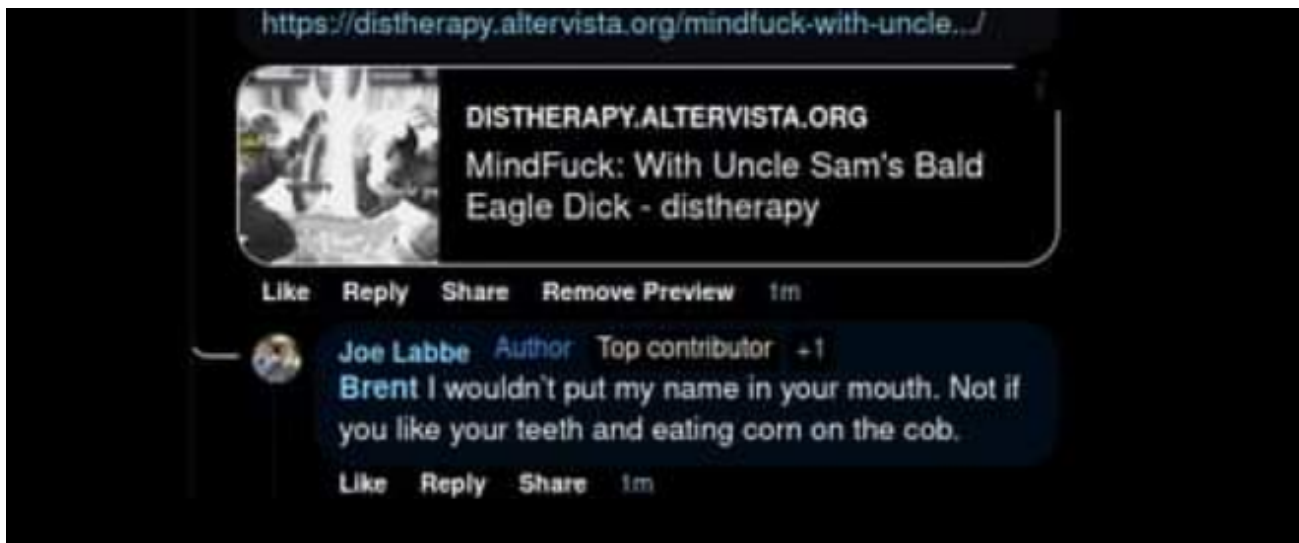 https://distherapy.altervista.org/mindfuck-with-uncle.../
DISTHERAPY.ALTERVISTA.ORG
MindFuck: With Uncle Sam's Bald
Eagle Dick - distherapy
Like Reply Share Remove Preview 1m
Joe Labbe Author Top contributor +1
Brent I wouldn't put my name in your mouth. Not if
you like your teeth and eating corn on the cob.
Like Reply Share 1m